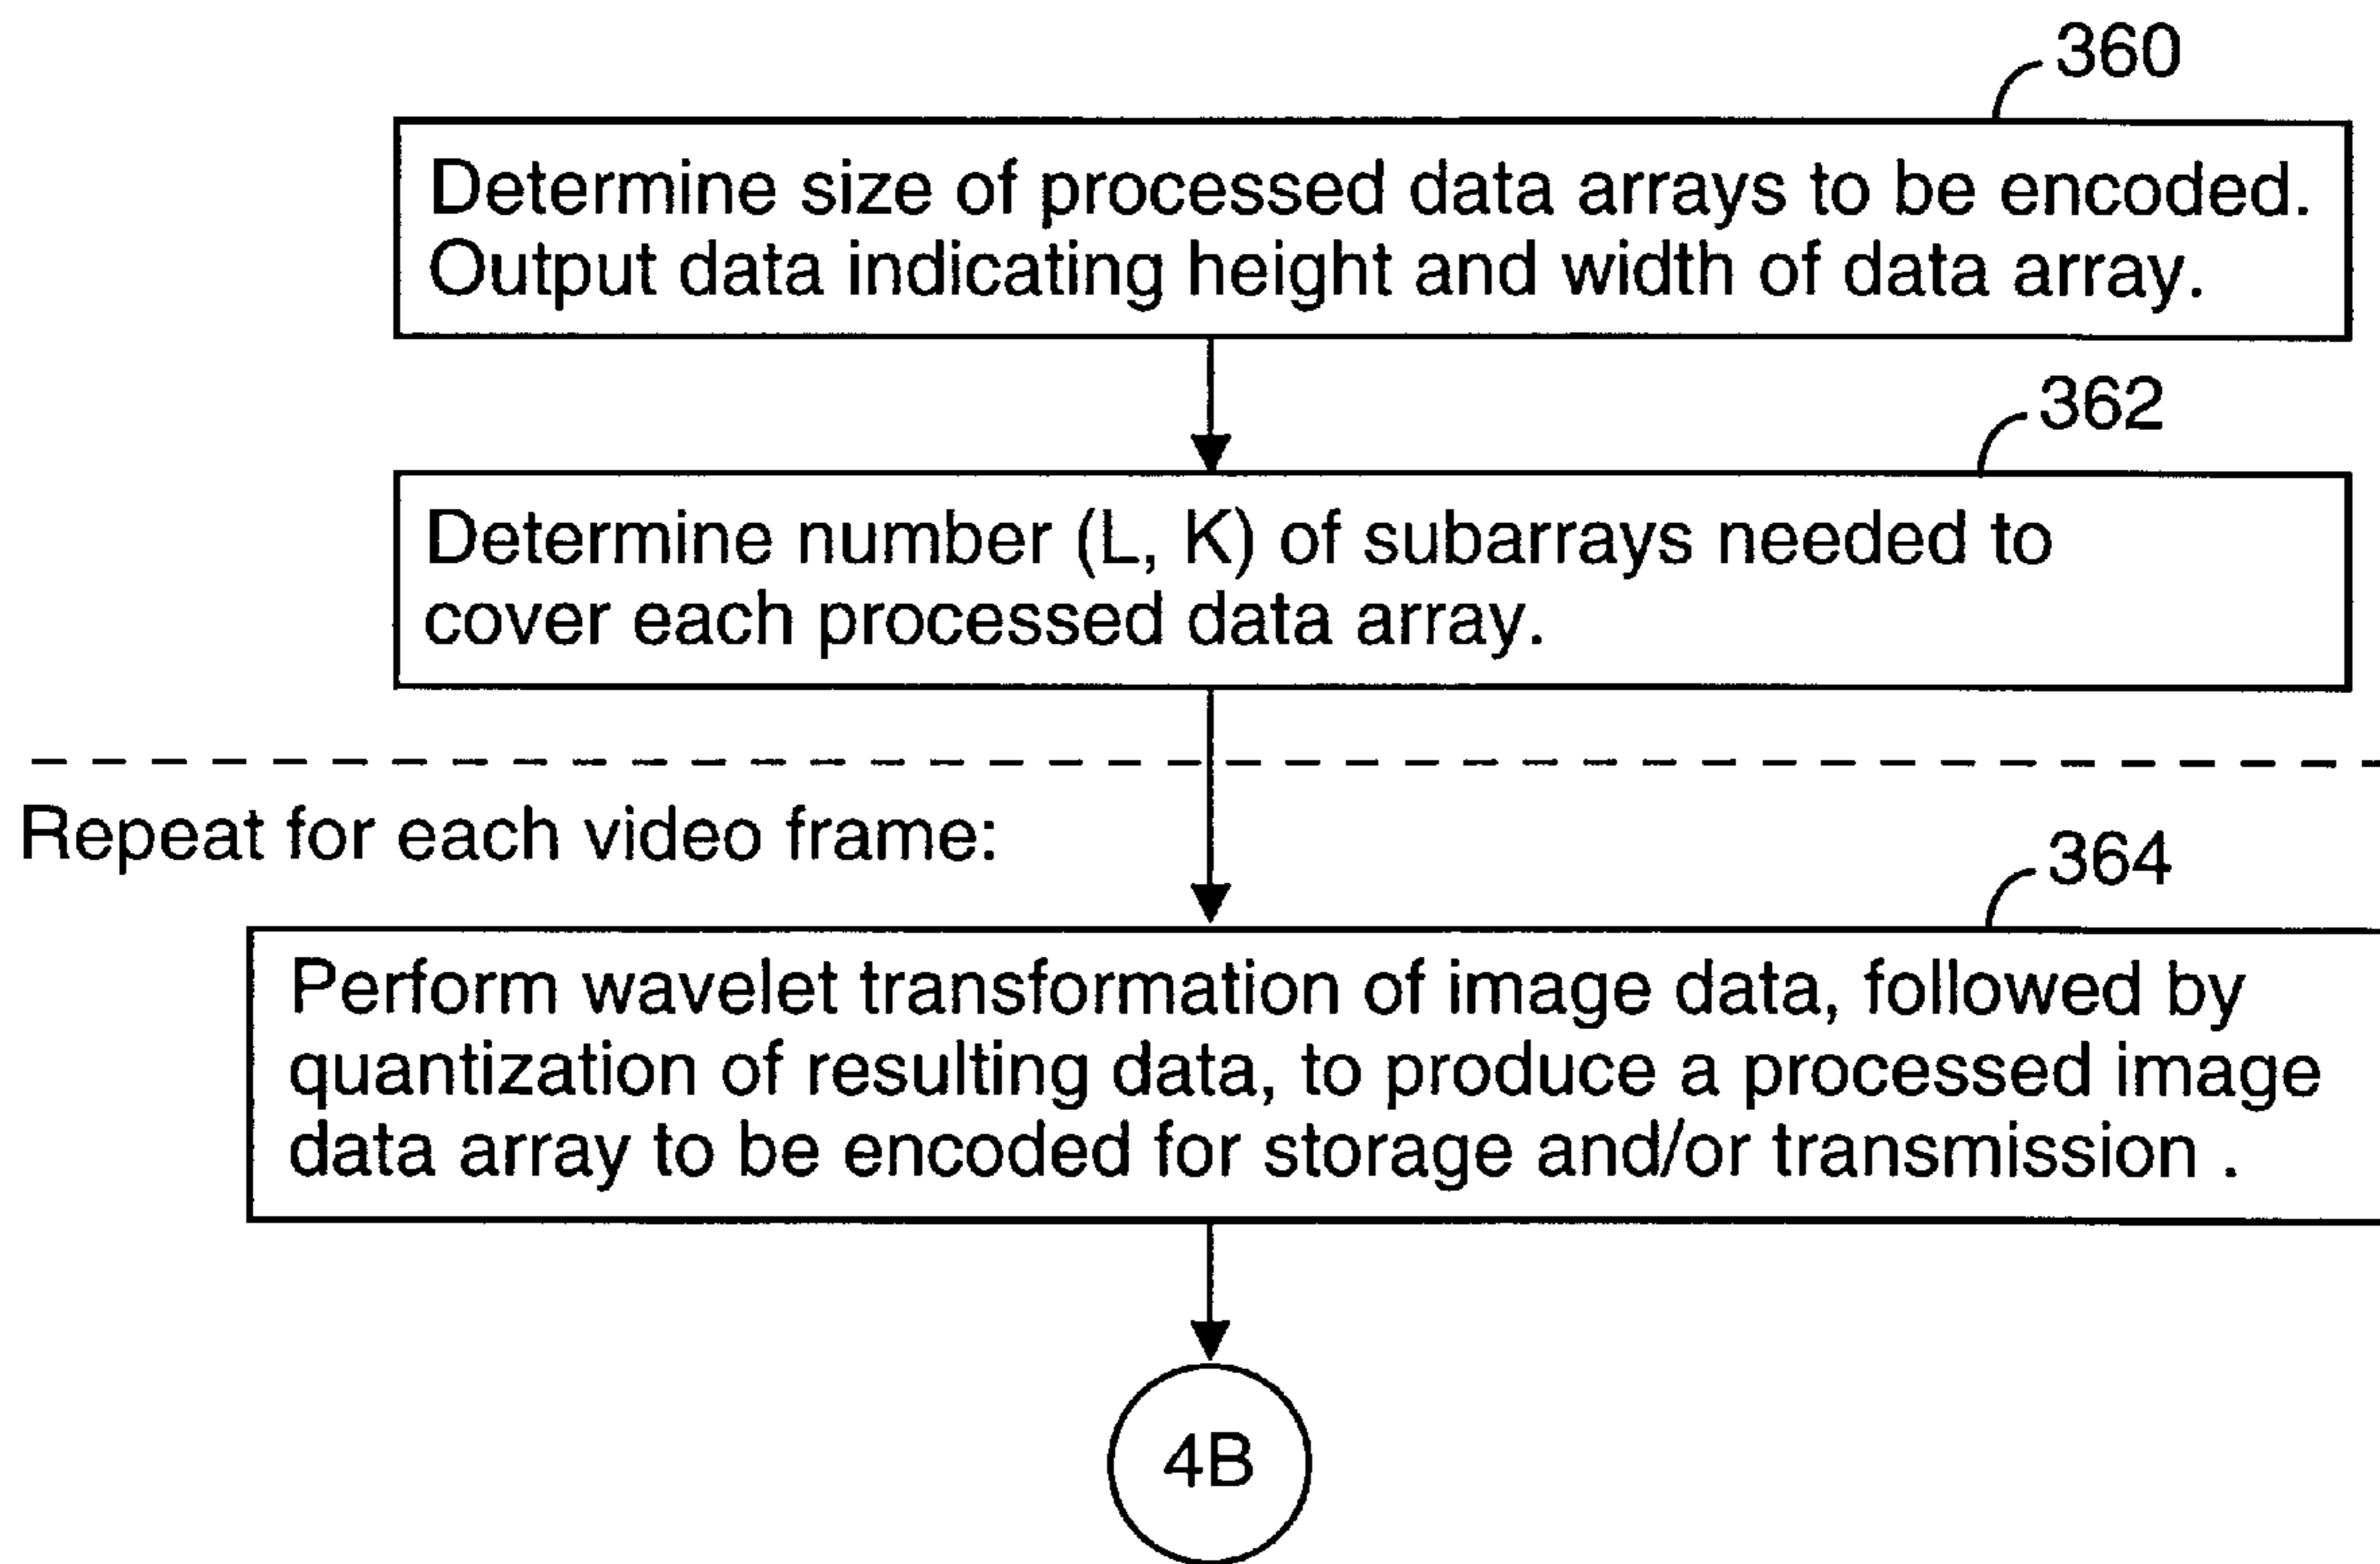 360
Determine size of processed data arrays to be encoded.
Output data indicating height and width of data array.
362
Determine number (L, K) of subarrays needed to
cover each processed data array.
Repeat for each video frame:
364
Perform wavelet transformation of image data, followed by
quantization of resulting data, to produce a processed image
data array to be encoded for storage and/or transmission .
4B